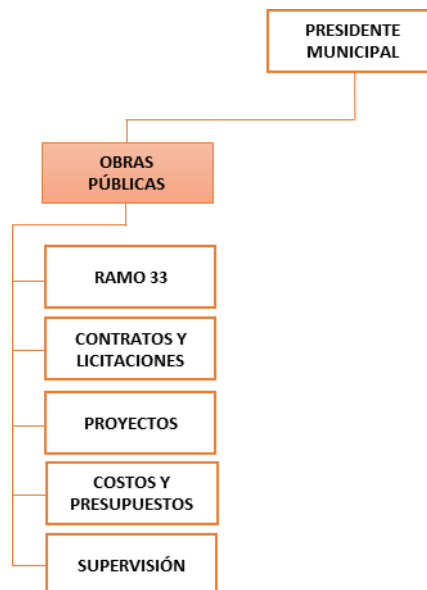 PRESIDENTE
MUNICIPAL
OBRAS
PÚBLICAS
RAMO 33
CONTRATOS Y
LICITACIONES
PROYECTOS
COSTOS Y
PRESUPUESTOS
SUPERVISIÓN